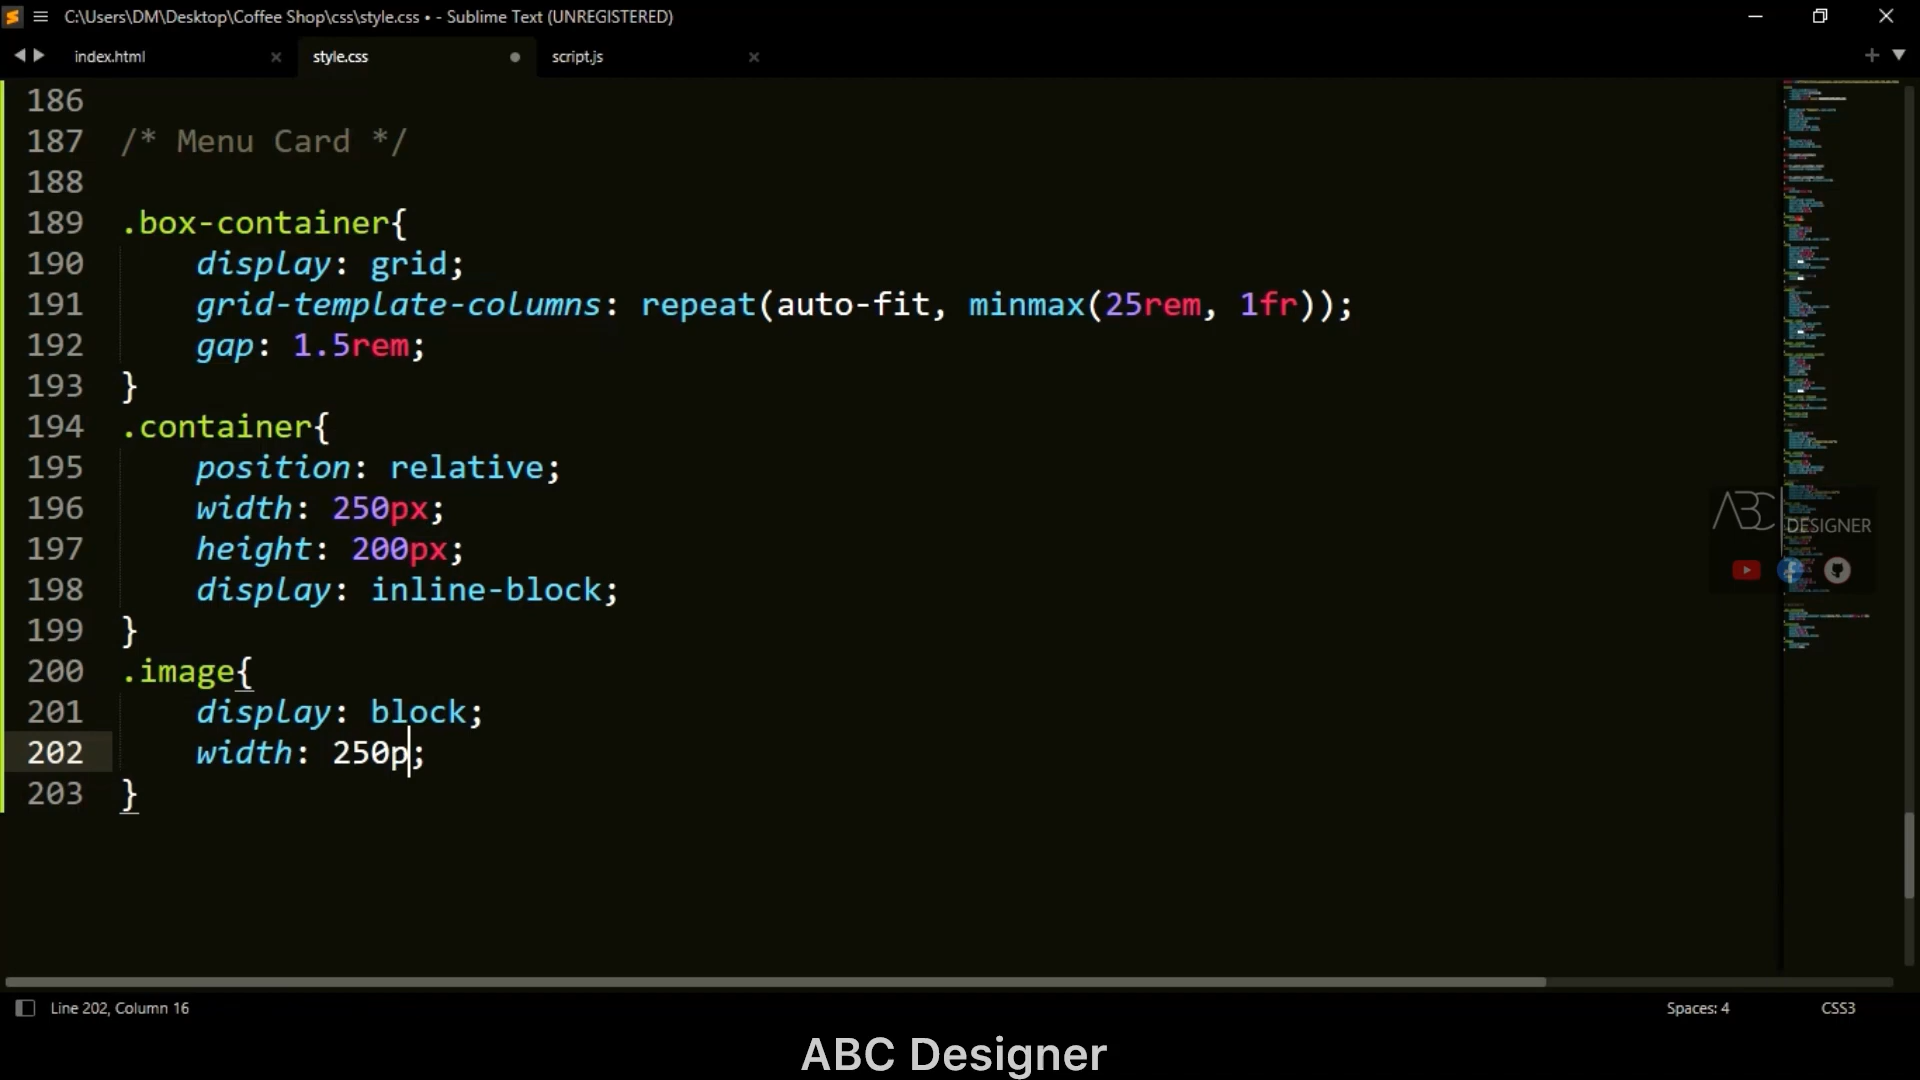 C:\Users\DM\Desktop\Coffee Shop\css\style.css • - Sublime Text (UNREGISTERED)
index.html
style.css
script.js
186
187 /* Menu Card */
188
189 .box-container{
190 display: grid;
191 grid-template-columns: repeat(auto-fit, minmax(25rem, 1fr));
192 gap: 1.5rem;
193 }
194 .container{
195 position: relative;
196 width: 250px;
197 height: 200px;
198 display: inline-block;
199 }
200 .image{
201 display: block;
202 width: 250p;
203 }
ABC DESIGNER
Line 202, Column 16
Spaces: 4
CSS3
ABC Designer